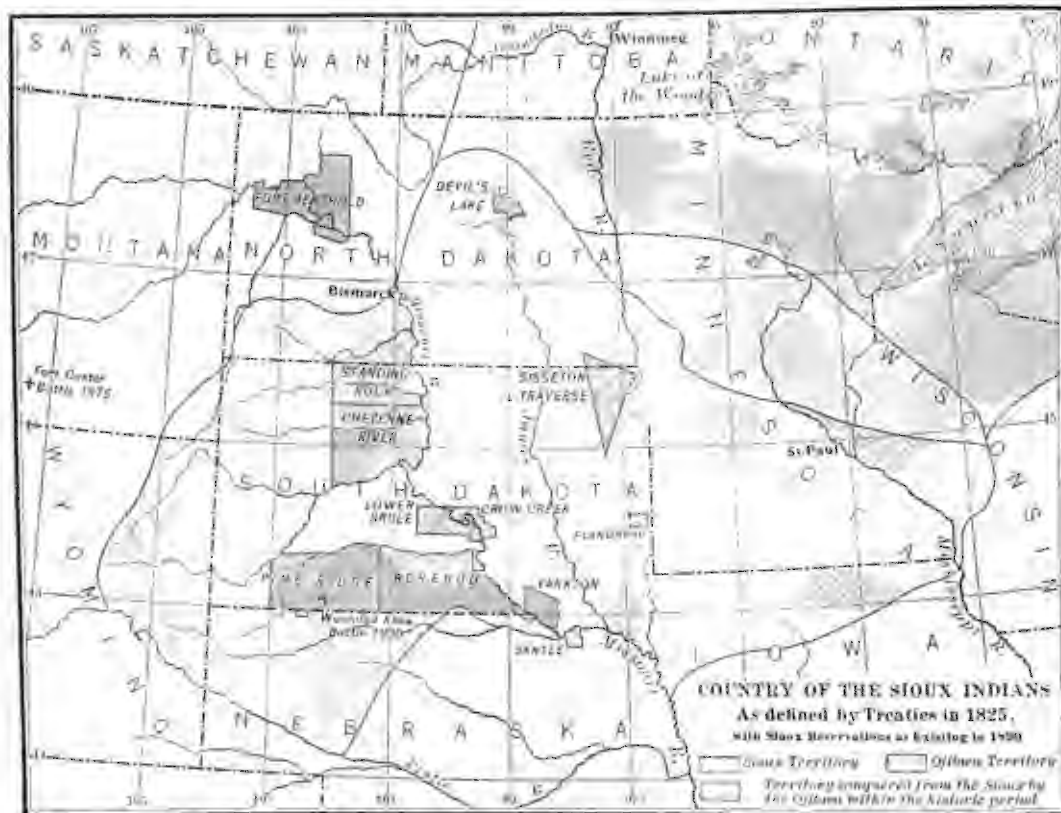 SASKATCHEWAN
MANITOBA
ONTARIO
Winnipeg
Lake of
the Woods
FORT BERTHOLD
DEVIL'S
LAKE
MONTANA
NORTH DAKOTA
MINNESOTA
Bismarck
Missouri
STANDING
ROCK
CHEYENNE
RIVER
SISSETON
TRAVERSE
Fort Custer
Battle 1876
WISCONSIN
St. Paul
SOUTH DAKOTA
LOWER
BRULE
CROW CREEK
FLANDREAU
WYOMING
PINE RIDGE
ROSEBUD
YANKTON
Wounded Knee
Battle 1890
SANTEE
Missouri
Mississippi
IOWA
NEBRASKA
Platte
COUNTRY OF THE SIOUX INDIANS
As defined by Treaties in 1825,
with Sioux Reservations as Existing in 1890
Sioux Territory
Ojibwa Territory
Territory conquered from the Sioux by
the Ojibwa within the historic period